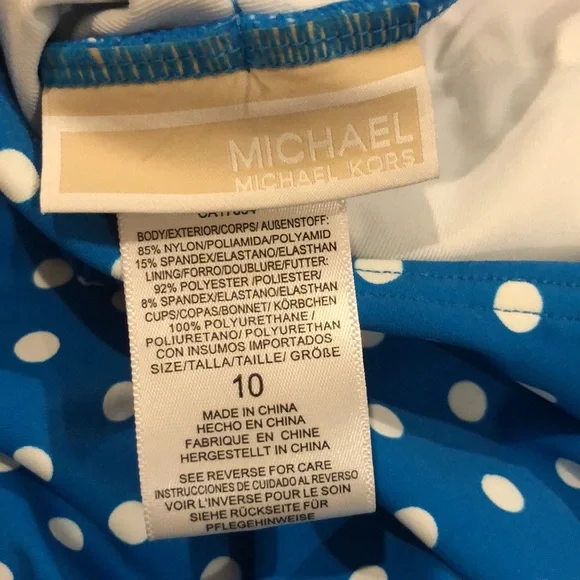 MICHAEL
MICHAEL KORS
BODY/EXTERIOR/CORPS/ AUßENSTOFF:
85% NYLON/POLIAMIDA/POLYAMID
15% SPANDEX/ELASTANO/ELASTHAN
LINING/FORRO/DOUBLURE/FUTTER:
92% POLYESTER /POLIESTER/
8% SPANDEX/ELASTANO/ELASTHAN
CUPS/COPAS/BONNET/ KÖRBCHEN
100% POLYURETHANE/
POLIURETANO/ POLYURETHAN
CON INSUMOS IMPORTADOS
SIZE/TALLA/TAILLE/ GRÖßE
10
MADE IN CHINA
HECHO EN CHINA
FABRIQUE EN CHINE
HERGESTELLT IN CHINA
SEE REVERSE FOR CARE
INSTRUCCIONES DE CUIDADO AL REVERSO
VOIR L'INVERSE POUR LE SOIN
SIEHE RÜCKSEITE FÜR
PFLEGEHINWEISE